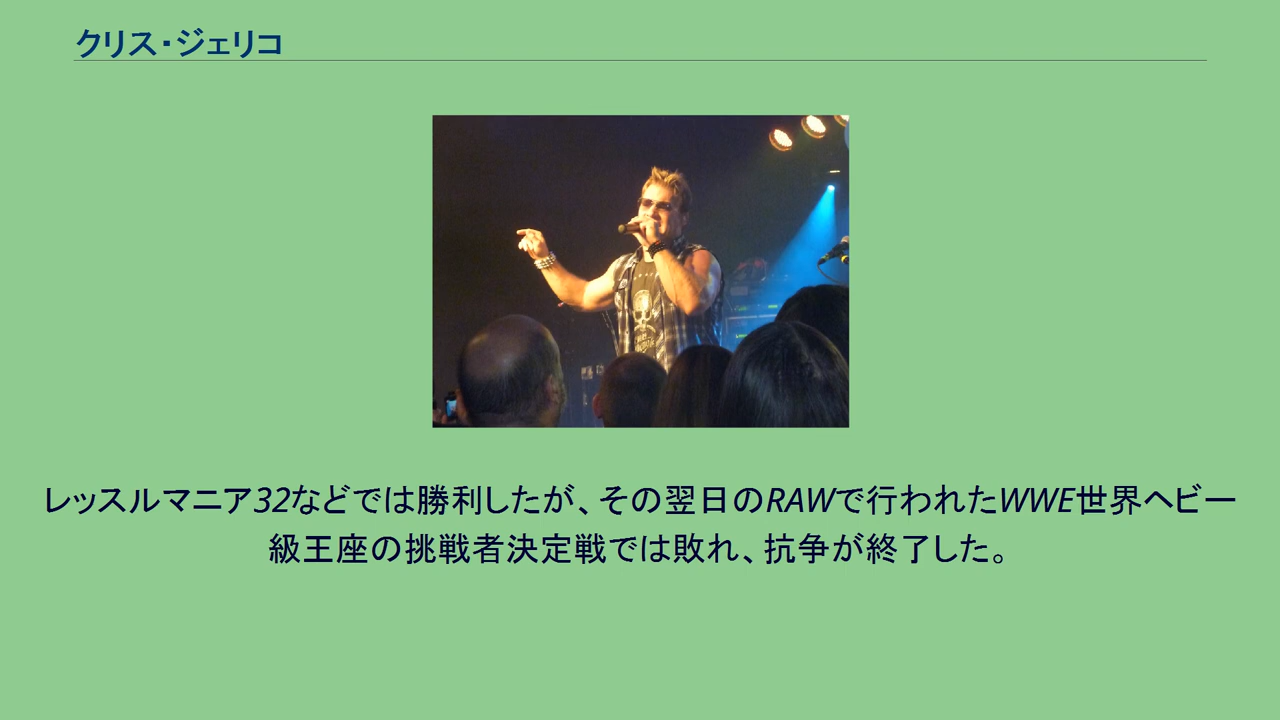 クリス・ジェリコ
レッスルマニア32などでは勝利したが、その翌日のRAWで行われたWWE世界ヘビー
級王座の挑戦者決定戦では敗れ、抗争が終了した。